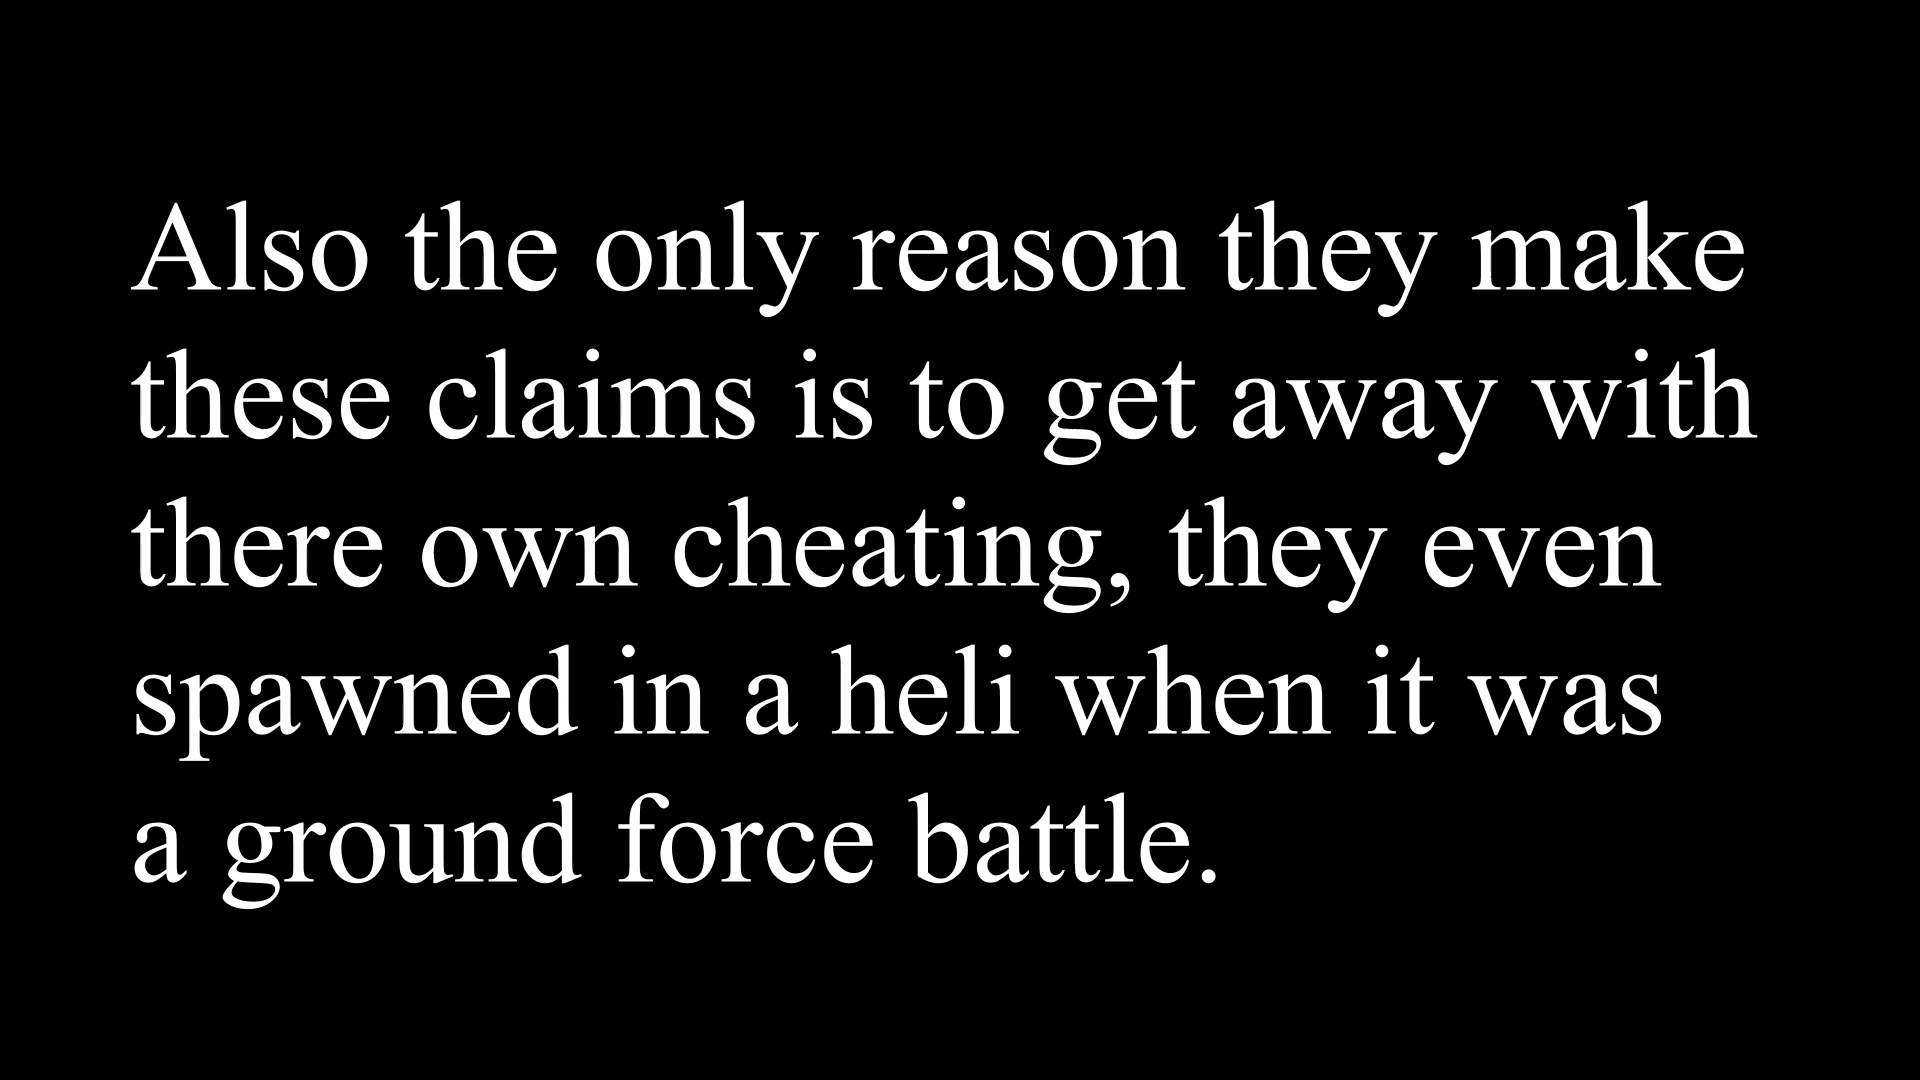 Also the only reason they make
these claims is to get away with
there own cheating, they even
spawned in a heli when it was
a ground force battle.